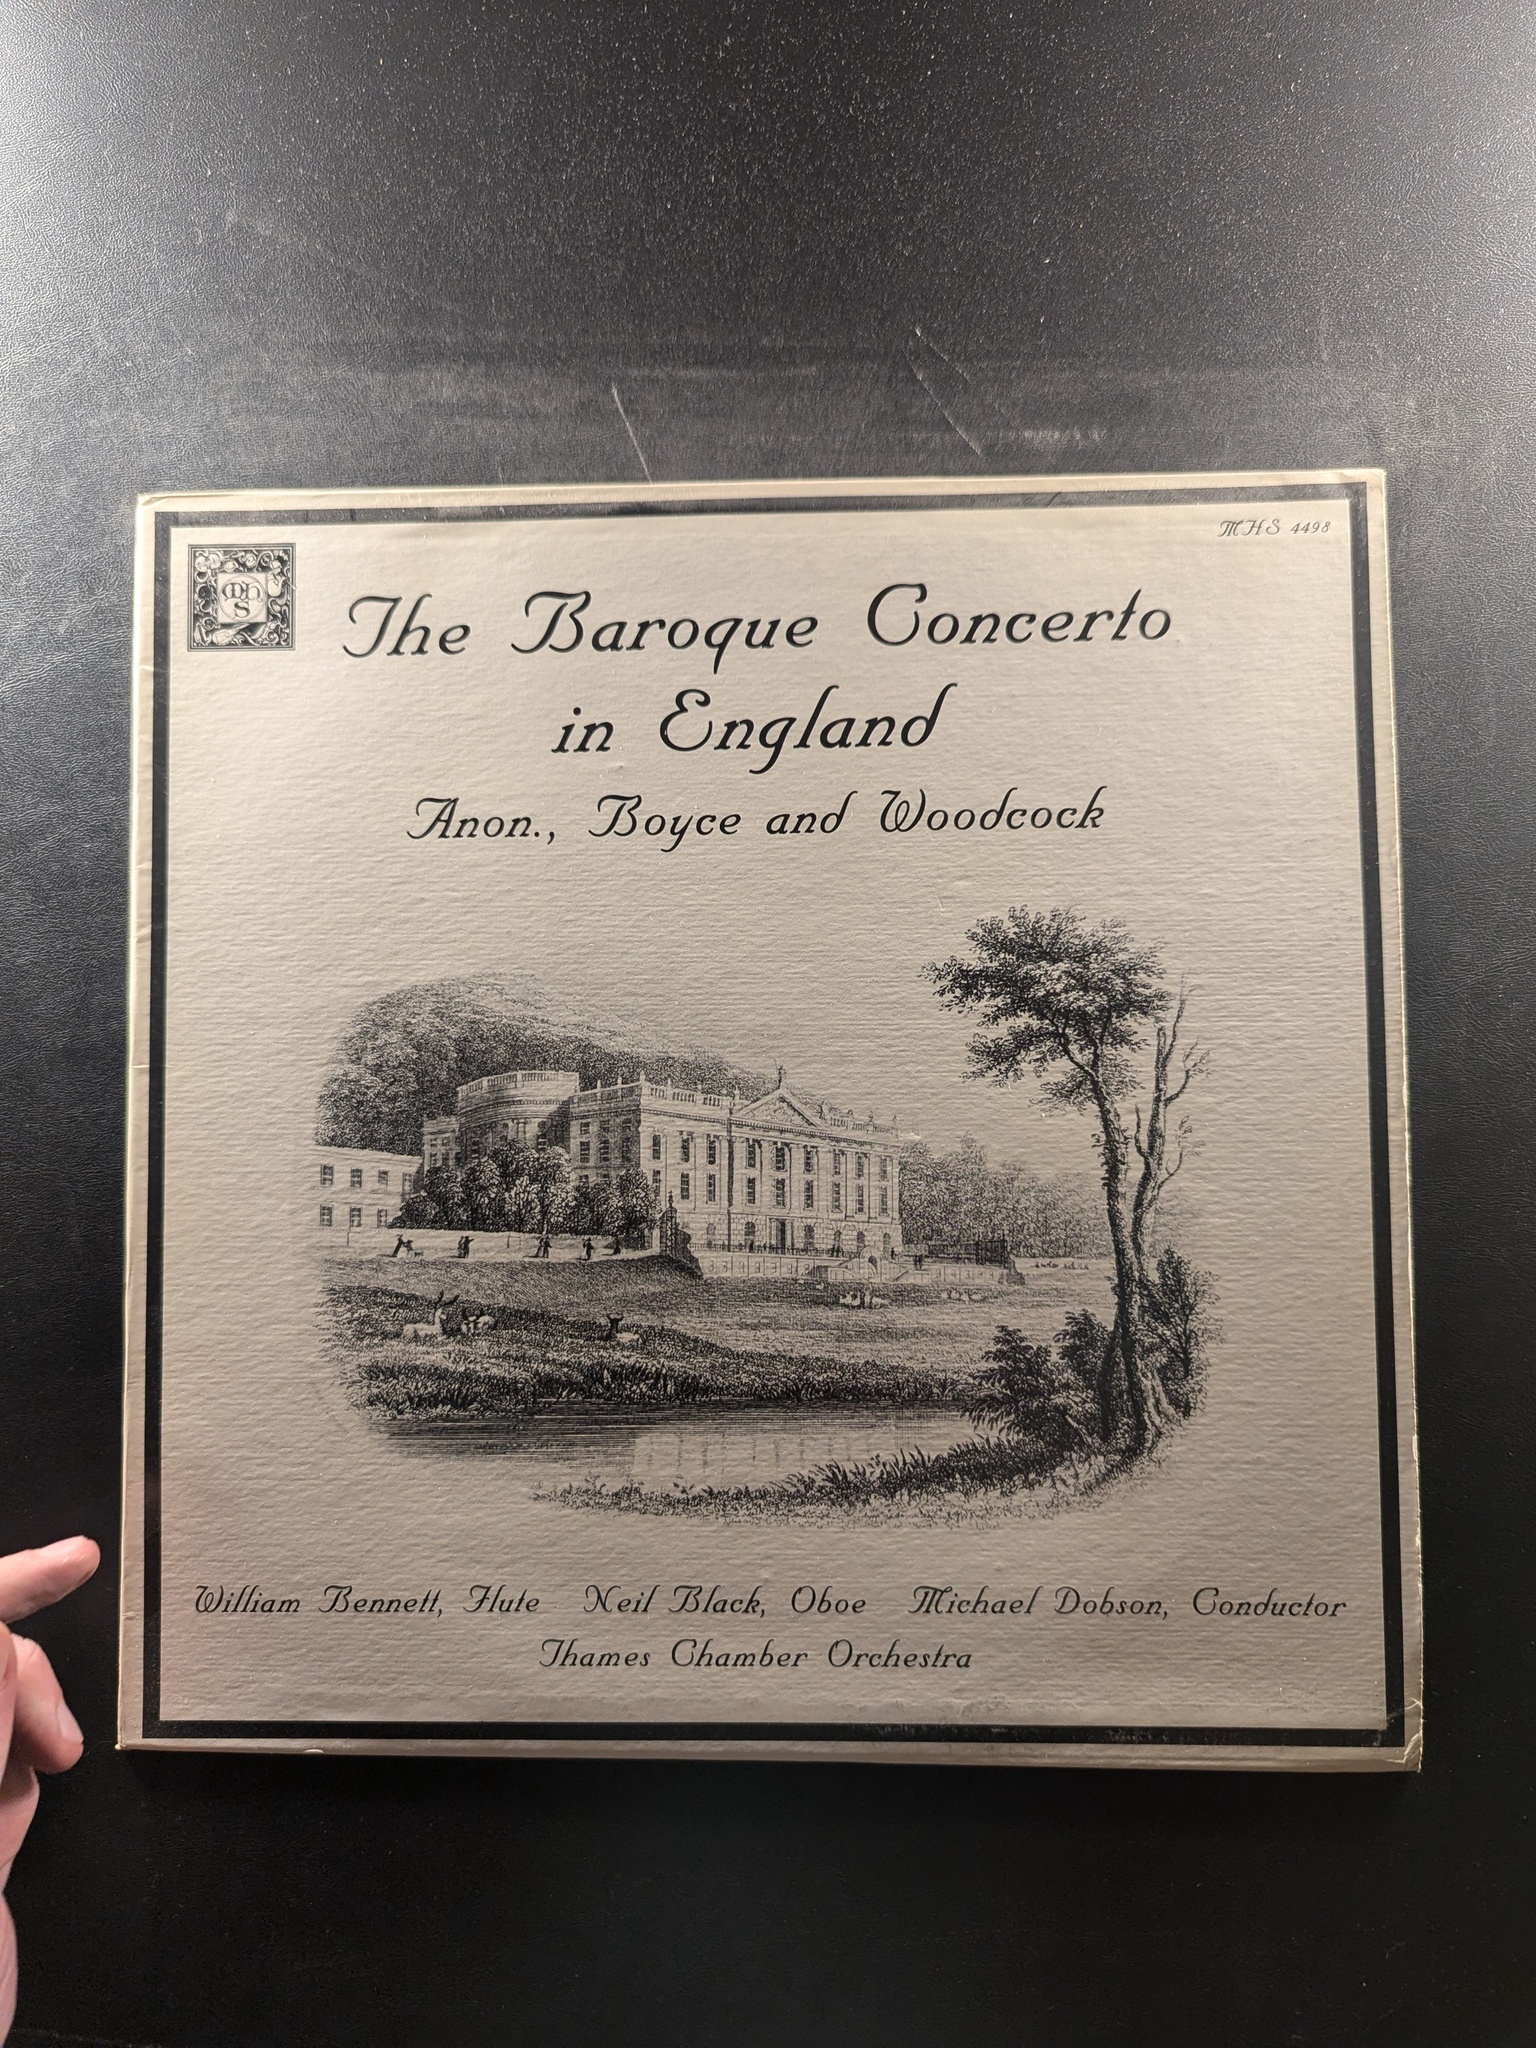 MHS 4498
mh
s
The Baroque Concerto
in England
Anon., Boyce and Woodcock
William Bennett, Flute Neil Black, Oboe Michael Dobson, Conductor
Thames Chamber Orchestra